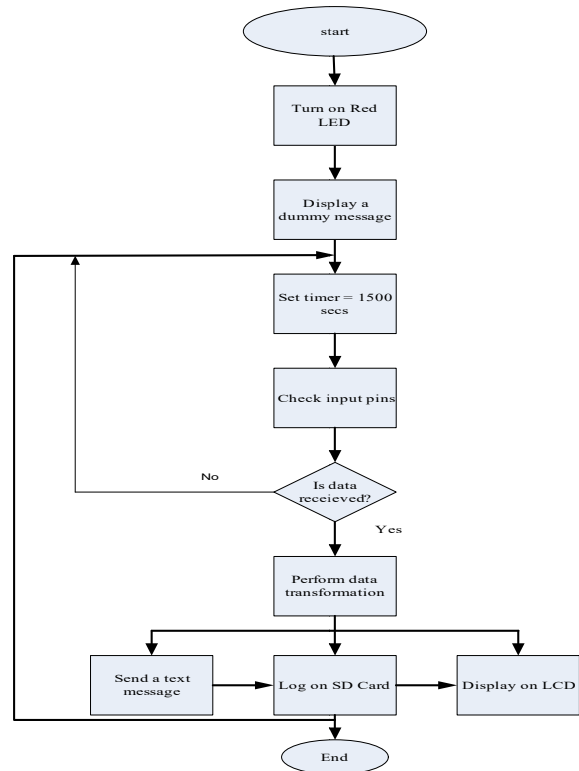 start
Turn on Red
LED
Display a
dummy message
Set timer = 1500
secs
Check input pins
Is data
receieved?
No
Yes
Perform data
transformation
Send a text
message
Log on SD Card
Display on LCD
End